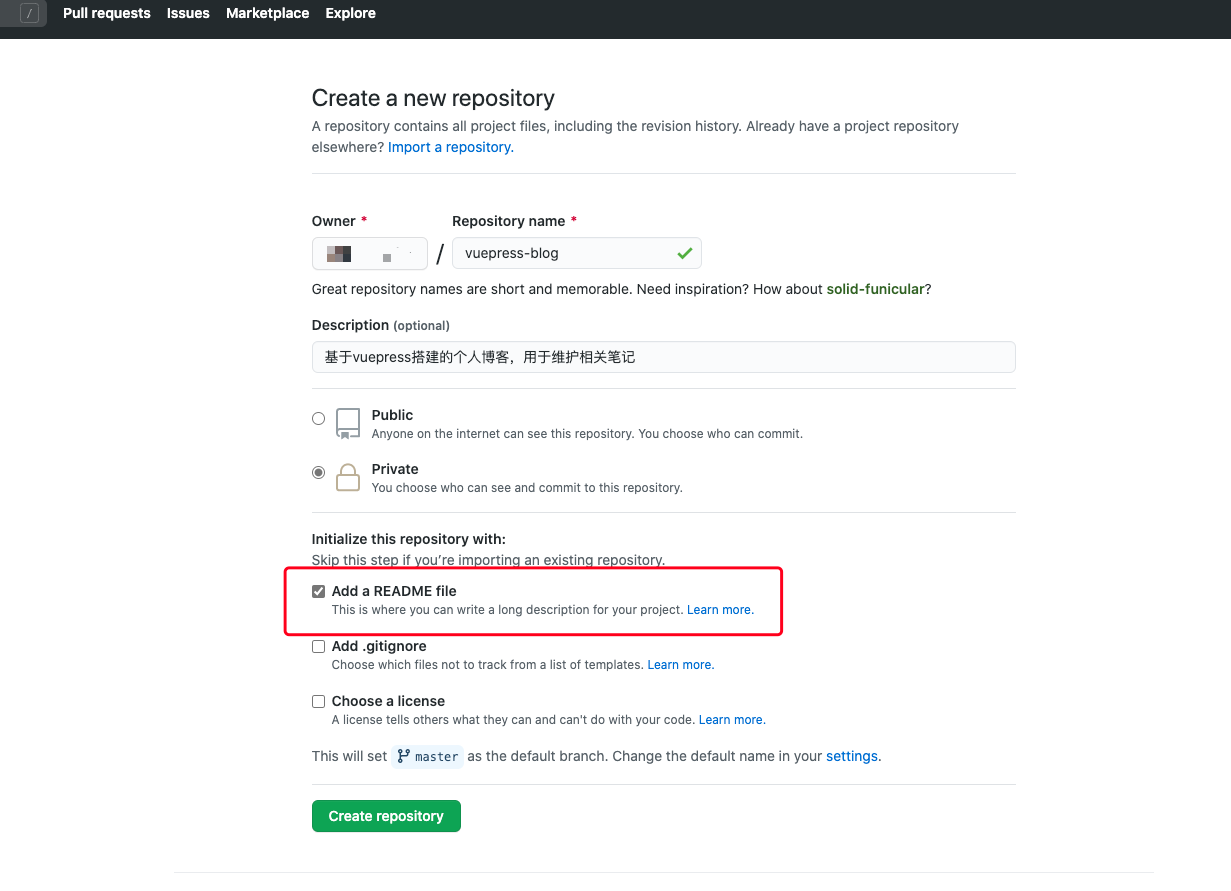 / Pull requests Issues Marketplace Explore
Create a new repository
A repository contains all project files, including the revision history. Already have a project repository
elsewhere? Import a repository.
Owner * Repository name *
/ vuepress-blog
Great repository names are short and memorable. Need inspiration? How about solid-funicular?
Description (optional)
基于vuepress搭建的个人博客，用于维护相关笔记
Public
Anyone on the internet can see this repository. You choose who can commit.
Private
You choose who can see and commit to this repository.
Initialize this repository with:
Skip this step if you’re importing an existing repository.
Add a README file
This is where you can write a long description for your project. Learn more.
Add .gitignore
Choose which files not to track from a list of templates. Learn more.
Choose a license
A license tells others what they can and can't do with your code. Learn more.
This will set master as the default branch. Change the default name in your settings.
Create repository